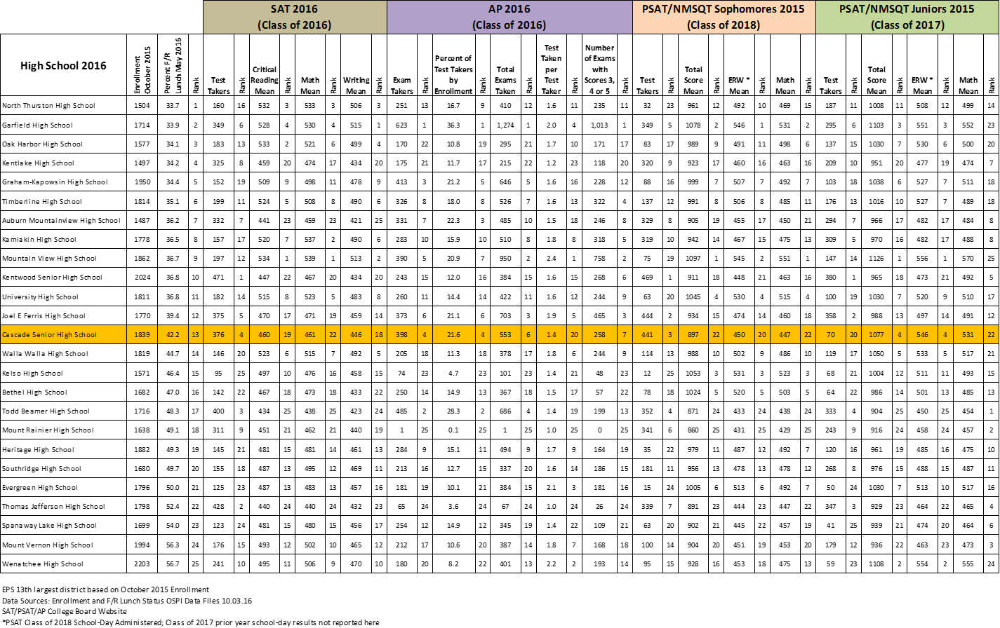 SAT 2016 AP 2016 PSAT/NMSQT Sophomores 2015 PSAT/NMSQT Juniors 2015
(Class of 2016) (Class of 2016) (Class of 2018) (Class of 2017)
High School 2016 Enrollment October 2015 Percent F/R Lunch May 2016 Rank Test Takers Rank Critical Reading Mean Rank Math Mean Rank Writing Mean Rank Exam Takers Rank Percent of Test Takers by Enrollment Rank Total Exams Taken Rank Test Taken per Test Taker Rank Number of Exams with Scores 3, 4 or 5 Rank Test Takers Rank Total Score Mean Rank ERW * Mean Rank Math Mean Rank Test Takers Rank Total Score Mean Rank ERW * Mean Rank Math Mean Rank
North Thurston High School 1504 33.7 1 160 16 532 3 533 3 506 3 251 13 16.7 9 410 12 1.6 11 235 11 32 23 961 12 492 10 469 15 187 11 1008 11 508 12 499 14
Garfield High School 1714 33.9 2 349 6 528 4 530 4 515 1 623 1 36.3 1 1,274 1 2.0 4 1,013 1 349 5 1078 2 546 1 531 2 295 6 1103 3 551 3 552 23
Oak Harbor High School 1577 34.1 3 183 13 533 2 521 6 499 4 170 22 10.8 19 295 21 1.7 10 171 17 83 17 989 9 491 11 498 6 137 15 1030 7 530 6 500 20
Kentlake High School 1497 34.2 4 325 8 459 20 474 17 434 20 175 21 11.7 17 215 22 1.2 23 118 20 320 9 923 17 460 16 463 16 209 10 951 20 477 19 474 7
Graham-Kapowsin High School 1950 34.4 5 152 19 509 9 498 11 478 9 413 3 21.2 5 646 5 1.6 16 228 12 88 16 999 7 507 7 492 7 103 18 1038 6 527 7 511 18
Timberline High School 1814 35.1 6 199 11 524 5 508 8 490 6 326 8 18.0 8 526 7 1.6 13 322 4 137 12 991 8 506 8 485 11 176 13 1016 10 527 7 489 18
Auburn Mountainview High School 1487 36.2 7 332 7 441 23 459 23 421 25 331 7 22.3 3 485 10 1.5 18 246 8 329 8 905 19 455 17 450 21 294 7 966 17 482 17 484 8
Kamiakin High School 1778 36.5 8 157 17 520 7 537 2 490 6 283 10 15.9 10 510 8 1.8 8 318 5 319 10 942 14 467 15 475 13 309 5 970 16 482 17 488 8
Mountain View High School 1862 36.7 9 197 12 534 1 539 1 513 2 390 5 20.9 7 950 2 2.4 1 758 2 75 19 1097 1 545 2 551 1 147 14 1126 1 556 1 570 25
Kentwood Senior High School 2024 36.8 10 471 1 447 22 467 20 434 20 243 15 12.0 16 384 15 1.6 15 268 6 469 1 911 18 448 21 463 16 380 1 965 18 473 21 492 5
University High School 1811 36.8 11 182 14 515 8 523 5 483 8 260 11 14.4 14 422 11 1.6 12 244 9 63 20 1045 4 530 4 515 4 100 19 1030 7 520 9 510 17
Joel E Ferris High School 1770 39.4 12 375 5 470 17 471 19 459 14 373 6 21.1 6 703 3 1.9 5 465 3 444 2 934 15 474 14 460 18 358 2 988 13 497 14 491 12
Cascade Senior High School 1839 42.2 13 376 4 460 19 461 22 446 18 398 4 21.6 4 553 6 1.4 20 258 7 441 3 897 22 450 20 447 22 70 20 1077 4 546 4 531 22
Walla Walla High School 1819 44.7 14 146 20 523 6 515 7 492 5 205 18 11.3 18 378 17 1.8 6 244 9 114 13 988 10 502 9 486 10 119 17 1050 5 533 5 517 21
Kelso High School 1571 46.4 15 95 25 497 10 476 16 458 15 74 23 4.7 23 101 23 1.4 21 48 23 12 25 1053 3 531 3 523 3 68 21 1004 12 511 11 493 15
Bethel High School 1682 47.0 16 142 22 467 18 473 18 433 22 250 14 14.9 13 367 18 1.5 17 57 22 78 18 1024 5 520 5 503 5 64 22 986 14 501 13 485 13
Todd Beamer High School 1716 48.3 17 400 3 434 25 438 25 423 24 485 2 28.3 2 686 4 1.4 19 199 13 352 4 871 24 433 24 438 24 333 4 904 25 450 25 454 1
Mount Rainier High School 1638 49.1 18 311 9 451 21 462 21 440 19 1 25 0.1 25 1 25 1.0 25 0 25 341 6 860 25 431 25 429 25 243 9 916 24 458 24 457 2
Heritage High School 1882 49.3 19 145 21 481 15 481 14 461 13 284 9 15.1 11 494 9 1.7 9 164 19 35 22 979 11 487 12 492 7 120 16 961 19 485 16 475 10
Southridge High School 1680 49.7 20 155 18 487 13 495 12 469 11 213 16 12.7 15 337 20 1.6 14 186 15 181 11 956 13 478 13 478 12 268 8 976 15 488 15 487 11
Evergreen High School 1796 50.0 21 125 23 487 13 483 13 457 16 181 19 10.1 21 384 15 2.1 3 181 16 15 24 1005 6 513 6 492 7 50 24 1030 7 513 10 517 16
Thomas Jefferson High School 1798 52.4 22 428 2 440 24 440 24 432 23 65 24 3.6 24 67 24 1.0 24 26 24 339 7 891 23 444 23 447 22 347 3 929 23 464 22 465 4
Spanaway Lake High School 1699 54.0 23 123 24 481 15 480 15 456 17 254 12 14.9 12 345 19 1.4 22 109 21 63 20 902 21 445 22 457 19 41 25 939 21 474 20 464 6
Mount Vernon High School 1994 56.3 24 176 15 493 12 502 10 465 12 212 17 10.6 20 387 14 1.8 7 168 18 100 14 904 20 451 19 453 20 179 12 936 22 463 23 473 3
Wenatchee High School 2203 56.7 25 241 10 495 11 506 9 470 10 180 20 8.2 22 401 13 2.2 2 193 14 95 15 928 16 453 18 475 13 59 23 1108 2 554 2 555 24
EPS 13th largest district based on October 2015 Enrollment
Data Sources: Enrollment and F/R Lunch Status OSPI Data Files 10.03.16
SAT/PSAT/AP College Board Website
*PSAT Class of 2018 School-Day Administered; Class of 2017 prior year school-day results not reported here